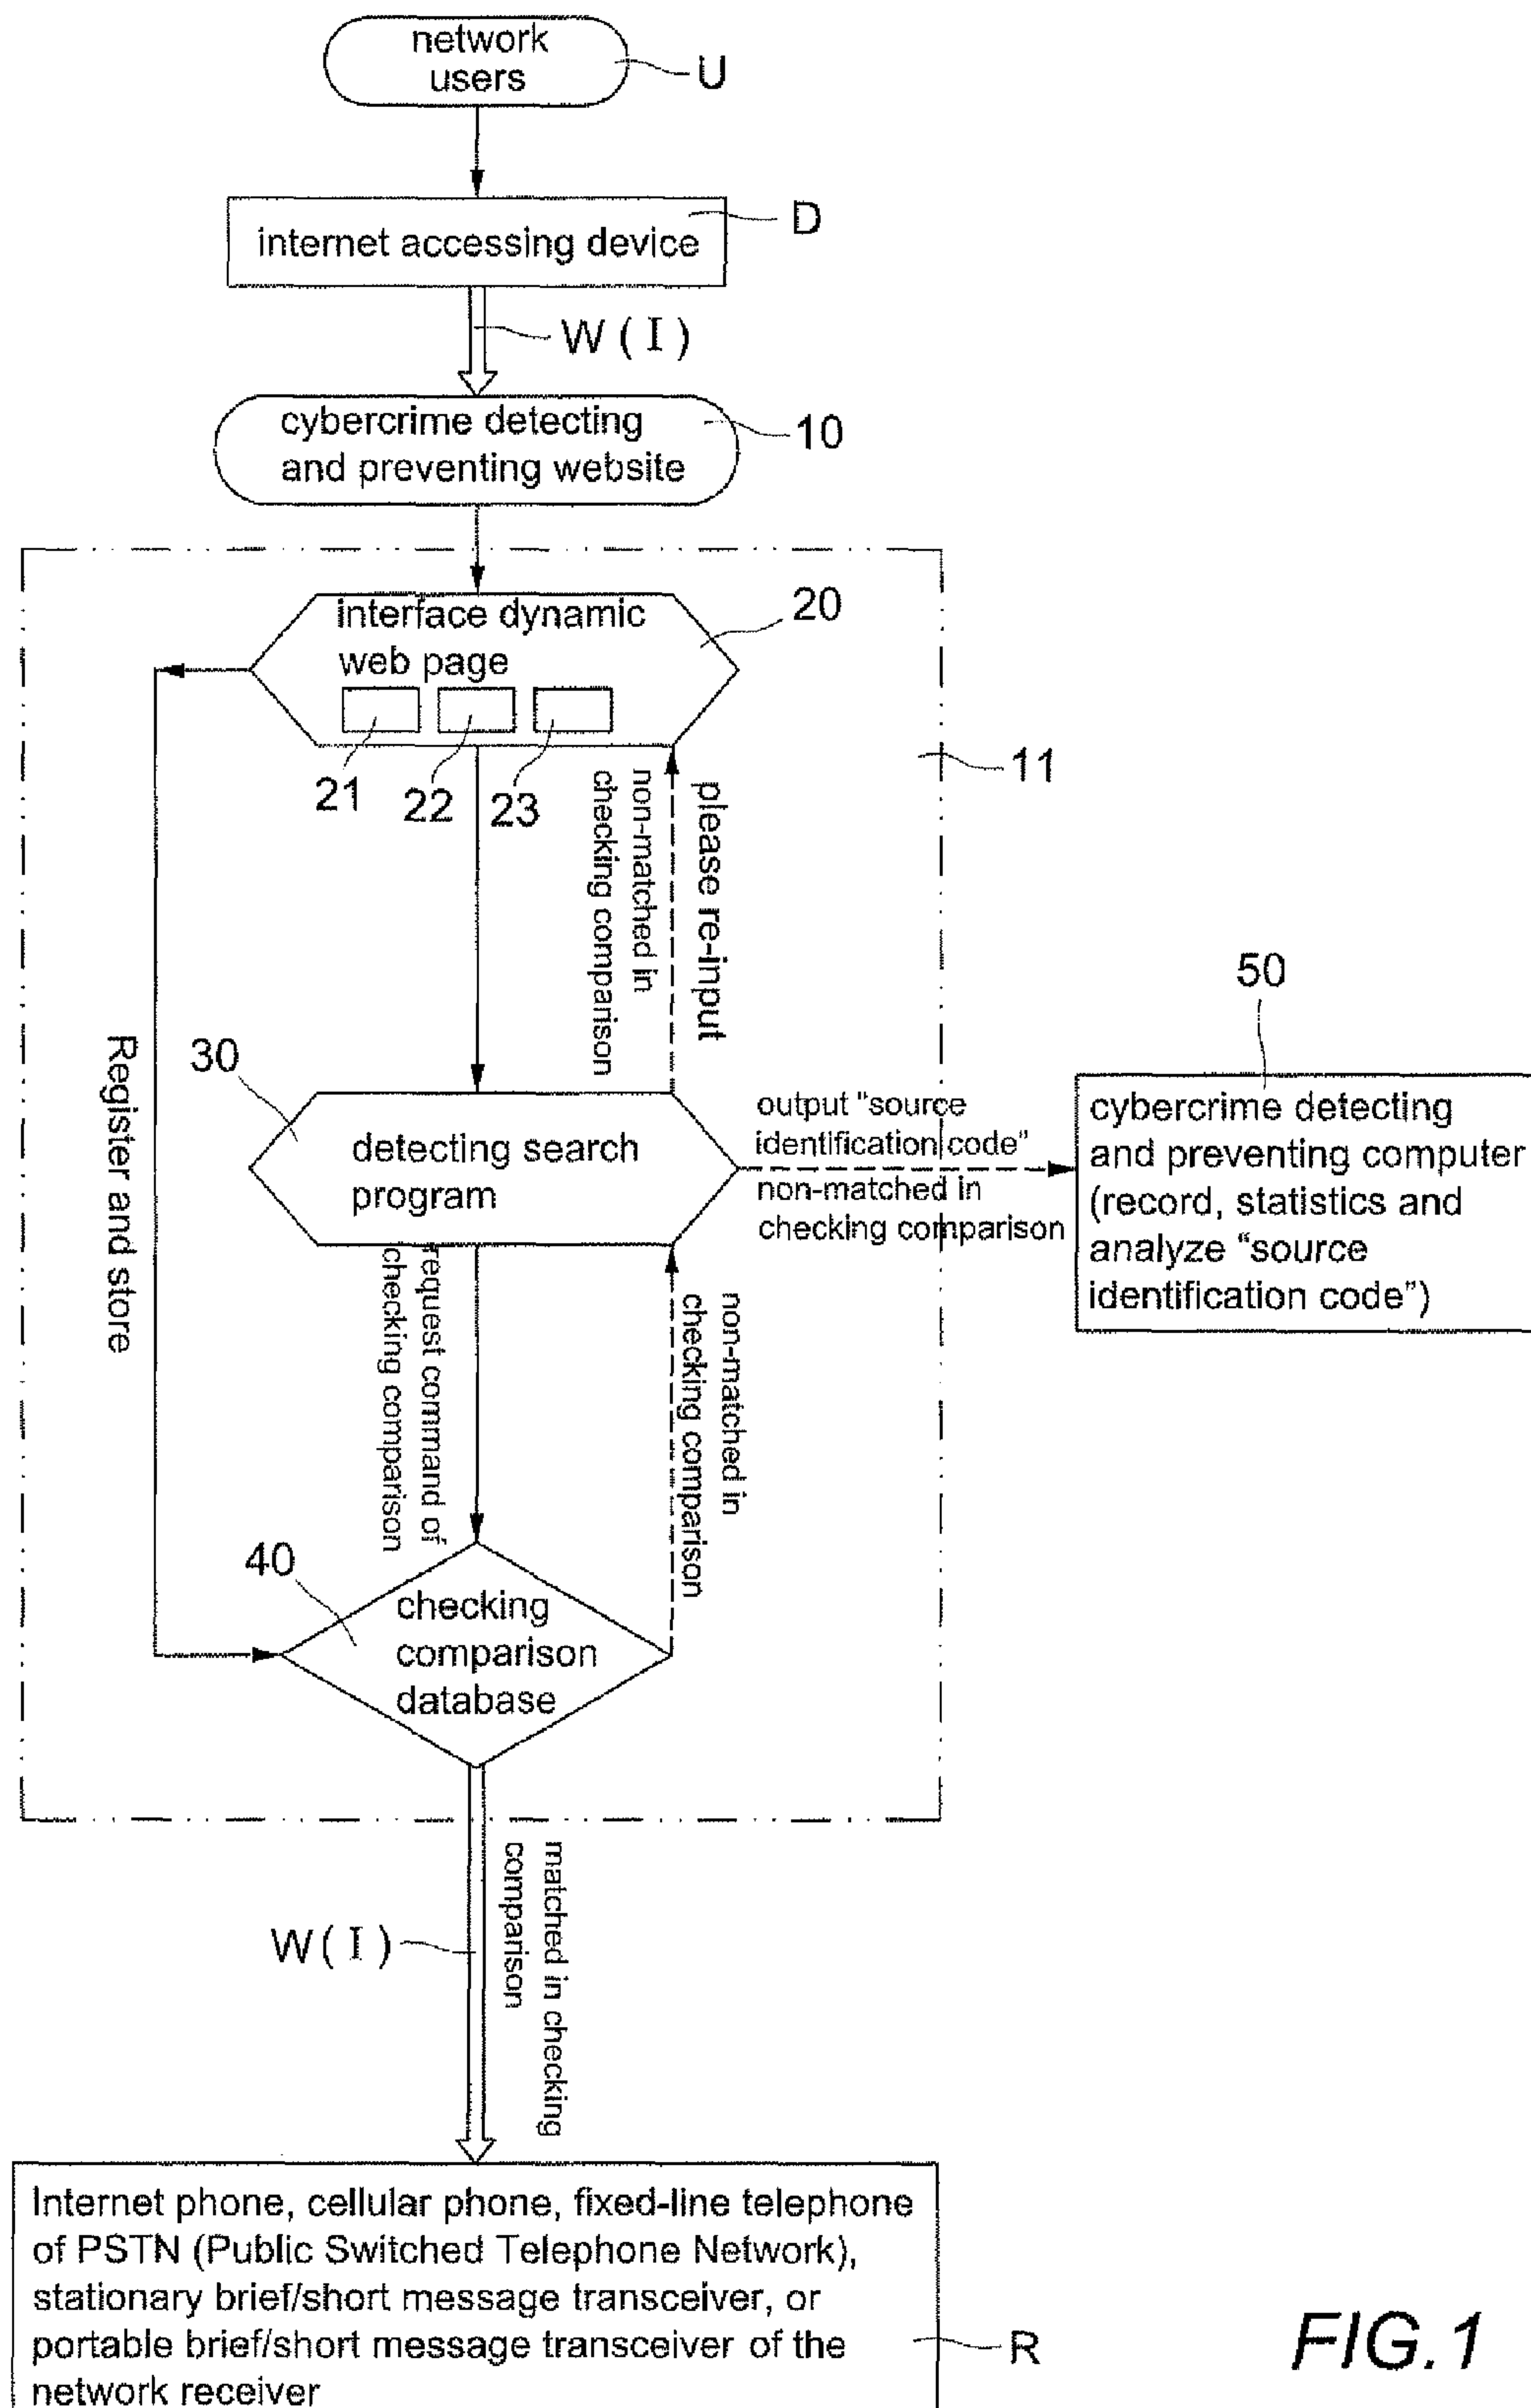 network
users
U
internet accessing device
D
W ( I )
cybercrime detecting
and preventing website
10
interface dynamic
web page
20
21
22
23
11
non-matched in
checking comparison
please re-input
Register and store
30
detecting search
program
output "source
identification code"
non-matched in
checking comparison
50
cybercrime detecting
and preventing computer
(record, statistics and
analyze "source
identification code")
request command of
checking comparison
non-matched in
checking comparison
40
checking
comparison
database
matched in checking
comparison
W( I )
Internet phone, cellular phone, fixed-line telephone
of PSTN (Public Switched Telephone Network),
stationary brief/short message transceiver, or
portable brief/short message transceiver of the
network receiver
R
FIG.1